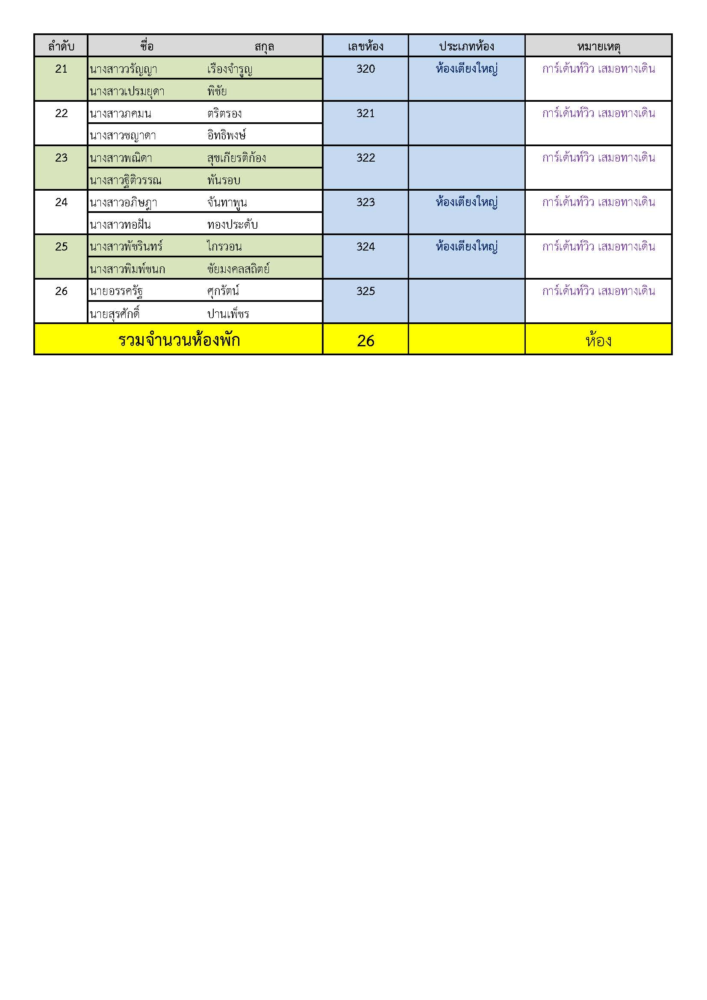 ลำดับ ชื่อ สกุล เลขห้อง ประเภทห้อง หมายเหตุ
21 นางสาววรัญญา เรืองจำรูญ 320 ห้องเตียงใหญ่ การ์เด้นท์วิว เสมอทางเดิน
นางสาวเปรมยุดา พิชัย
22 นางสาวภคมน ตริตรอง 321 การ์เด้นท์วิว เสมอทางเดิน
นางสาวชญาดา อิทธิพงษ์
23 นางสาวพณิดา สุขเกียรติก้อง 322 การ์เด้นท์วิว เสมอทางเดิน
นางสาวฐิติวรรณ พันรอบ
24 นางสาวอภิษฎา จันทาพูน 323 ห้องเตียงใหญ่ การ์เด้นท์วิว เสมอทางเดิน
นางสาวทอฝัน ทองประดับ
25 นางสาวพัชรินทร์ ไกรวอน 324 ห้องเตียงใหญ่ การ์เด้นท์วิว เสมอทางเดิน
นางสาวพิมพ์ชนก ชัยมงคลสถิตย์
26 นายอรรครัฐ ศุกรัตน์ 325 การ์เด้นท์วิว เสมอทางเดิน
นายสุรศักดิ์ ปานเพ็ชร
รวมจำนวนห้องพัก 26 ห้อง